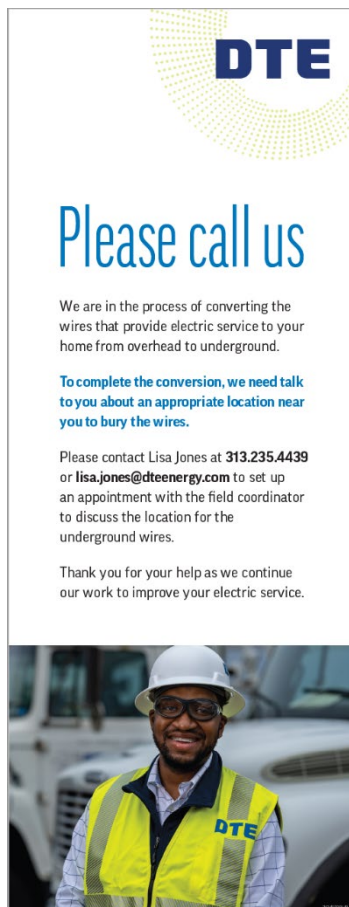 DTE
Please call us
We are in the process of converting the
wires that provide electric service to your
home from overhead to underground.
To complete the conversion, we need talk
to you about an appropriate location near
you to bury the wires.
Please contact Lisa Jones at 313.235.4439
or lisa.jones@dteenergy.com to set up
an appointment with the field coordinator
to discuss the location for the
underground wires.
Thank you for your help as we continue
our work to improve your electric service.
DTE